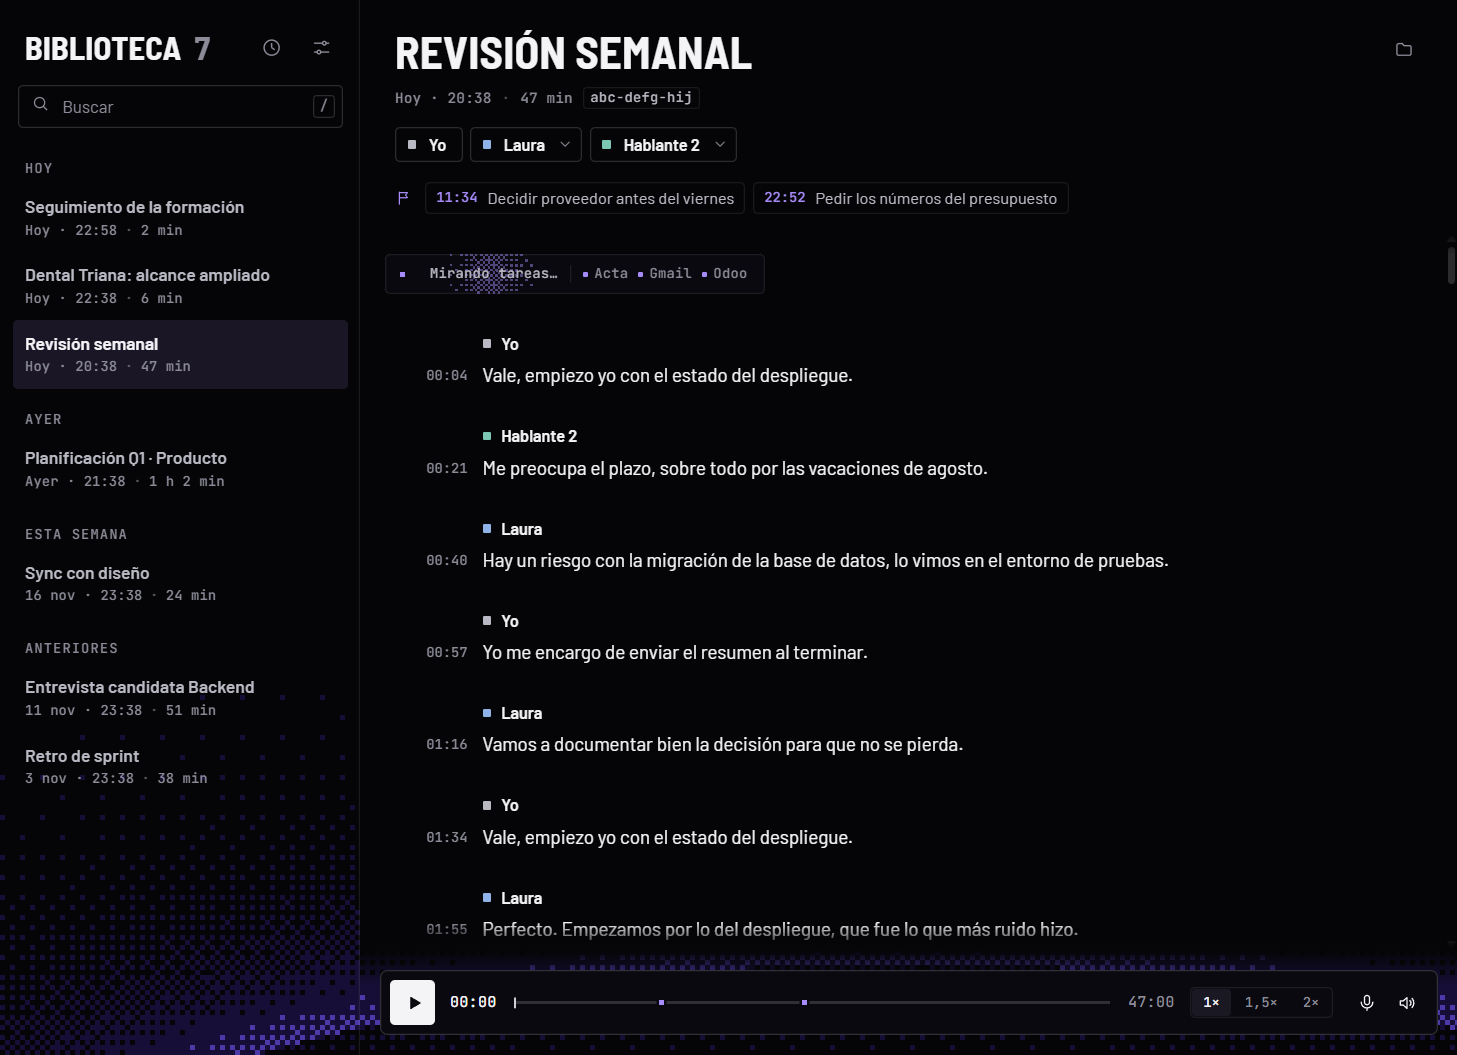 BIBLIOTECA 7
Buscar /
HOY
Seguimiento de la formación
Hoy · 22:58 · 2 min
Dental Triana: alcance ampliado
Hoy · 22:38 · 6 min
Revisión semanal
Hoy · 20:38 · 47 min
AYER
Planificación Q1 · Producto
Ayer · 21:38 · 1 h 2 min
ESTA SEMANA
Sync con diseño
16 nov · 23:38 · 24 min
ANTERIORES
Entrevista candidata Backend
11 nov · 23:38 · 51 min
Retro de sprint
3 nov · 23:38 · 38 min
REVISIÓN SEMANAL
Hoy · 20:38 · 47 min abc-defg-hij
Yo Laura Hablante 2
11:34 Decidir proveedor antes del viernes 22:52 Pedir los números del presupuesto
Mirando tareas… Acta Gmail Odoo
Yo
00:04 Vale, empiezo yo con el estado del despliegue.
Hablante 2
00:21 Me preocupa el plazo, sobre todo por las vacaciones de agosto.
Laura
00:40 Hay un riesgo con la migración de la base de datos, lo vimos en el entorno de pruebas.
Yo
00:57 Yo me encargo de enviar el resumen al terminar.
Laura
01:16 Vamos a documentar bien la decisión para que no se pierda.
Yo
01:34 Vale, empiezo yo con el estado del despliegue.
Laura
01:55 Perfecto. Empezamos por lo del despliegue, que fue lo que más ruido hizo.
00:00 47:00 1× 1,5× 2×